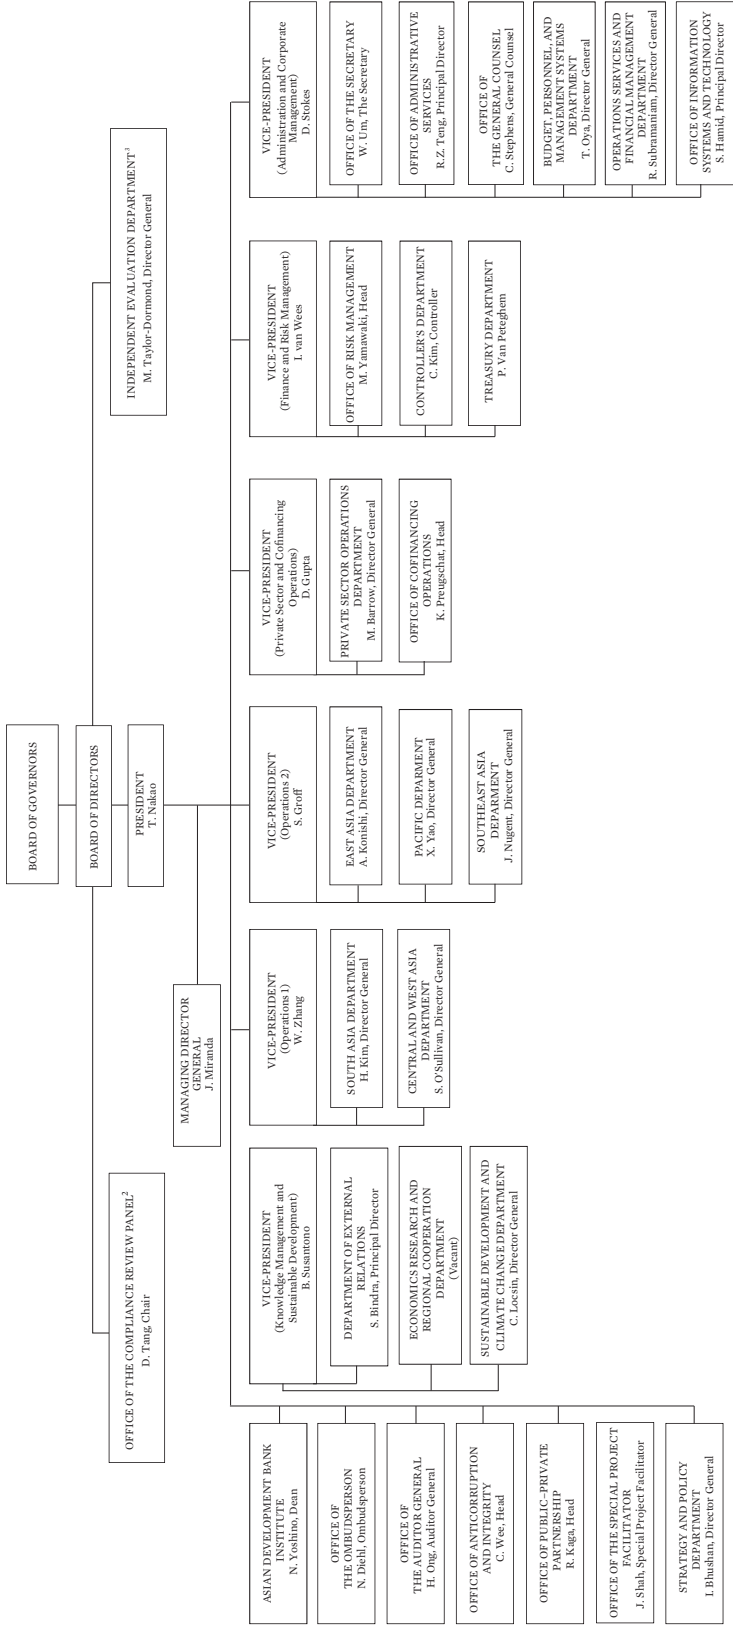 BOARD OF GOVERNORS
BOARD OF DIRECTORS
OFFICE OF THE COMPLIANCE REVIEW PANEL2
D. Tang, Chair
INDEPENDENT EVALUATION DEPARTMENT3
M. Taylor-Dormond, Director General
PRESIDENT
T. Nakao
MANAGING DIRECTOR
GENERAL
J. Miranda
ASIAN DEVELOPMENT BANK
INSTITUTE
N. Yoshino, Dean
OFFICE OF
THE OMBUDSPERSON
N. Diehl, Ombudsperson
OFFICE OF
THE AUDITOR GENERAL
H. Ong, Auditor General
OFFICE OF ANTICORRUPTION
AND INTEGRITY
C. Wee, Head
OFFICE OF PUBLIC–PRIVATE
PARTNERSHIP
R. Kaga, Head
OFFICE OF THE SPECIAL PROJECT
FACILITATOR
J. Shah, Special Project Facilitator
STRATEGY AND POLICY
DEPARTMENT
I. Bhushan, Director General
VICE-PRESIDENT
(Knowledge Management and
Sustainable Development)
B. Susantono
DEPARTMENT OF EXTERNAL
RELATIONS
S. Bindra, Principal Director
ECONOMICS RESEARCH AND
REGIONAL COOPERATION
DEPARTMENT
(Vacant)
SUSTAINABLE DEVELOPMENT AND
CLIMATE CHANGE DEPARTMENT
C. Locsin, Director General
VICE-PRESIDENT
(Operations 1)
W. Zhang
SOUTH ASIA DEPARTMENT
H. Kim, Director General
CENTRAL AND WEST ASIA
DEPARTMENT
S. O'Sullivan, Director General
VICE-PRESIDENT
(Operations 2)
S. Groff
EAST ASIA DEPARTMENT
A. Konishi, Director General
PACIFIC DEPARMENT
X. Yao, Director General
SOUTHEAST ASIA
DEPARMENT
J. Nugent, Director General
VICE-PRESIDENT
(Private Sector and Cofinancing
Operations)
D. Gupta
PRIVATE SECTOR OPERATIONS
DEPARTMENT
M. Barrow, Director General
OFFICE OF COFINANCING
OPERATIONS
K. Preugschat, Head
VICE-PRESIDENT
(Finance and Risk Management)
I. van Wees
OFFICE OF RISK MANAGEMENT
M. Yamawaki, Head
CONTROLLER'S DEPARTMENT
C. Kim, Controller
TREASURY DEPARTMENT
P. Van Peteghem
VICE-PRESIDENT
(Administration and Corporate
Management)
D. Stokes
OFFICE OF THE SECRETARY
W. Um, The Secretary
OFFICE OF ADMINISTRATIVE
SERVICES
R.Z. Teng, Principal Director
OFFICE OF
THE GENERAL COUNSEL
C. Stephens, General Counsel
BUDGET, PERSONNEL, AND
MANAGEMENT SYSTEMS
DEPARTMENT
T. Oya, Director General
OPERATIONS SERVICES AND
FINANCIAL MANAGEMENT
DEPARTMENT
R. Subramaniam, Director General
OFFICE OF INFORMATION
SYSTEMS AND TECHNOLOGY
S. Hamid, Principal Director